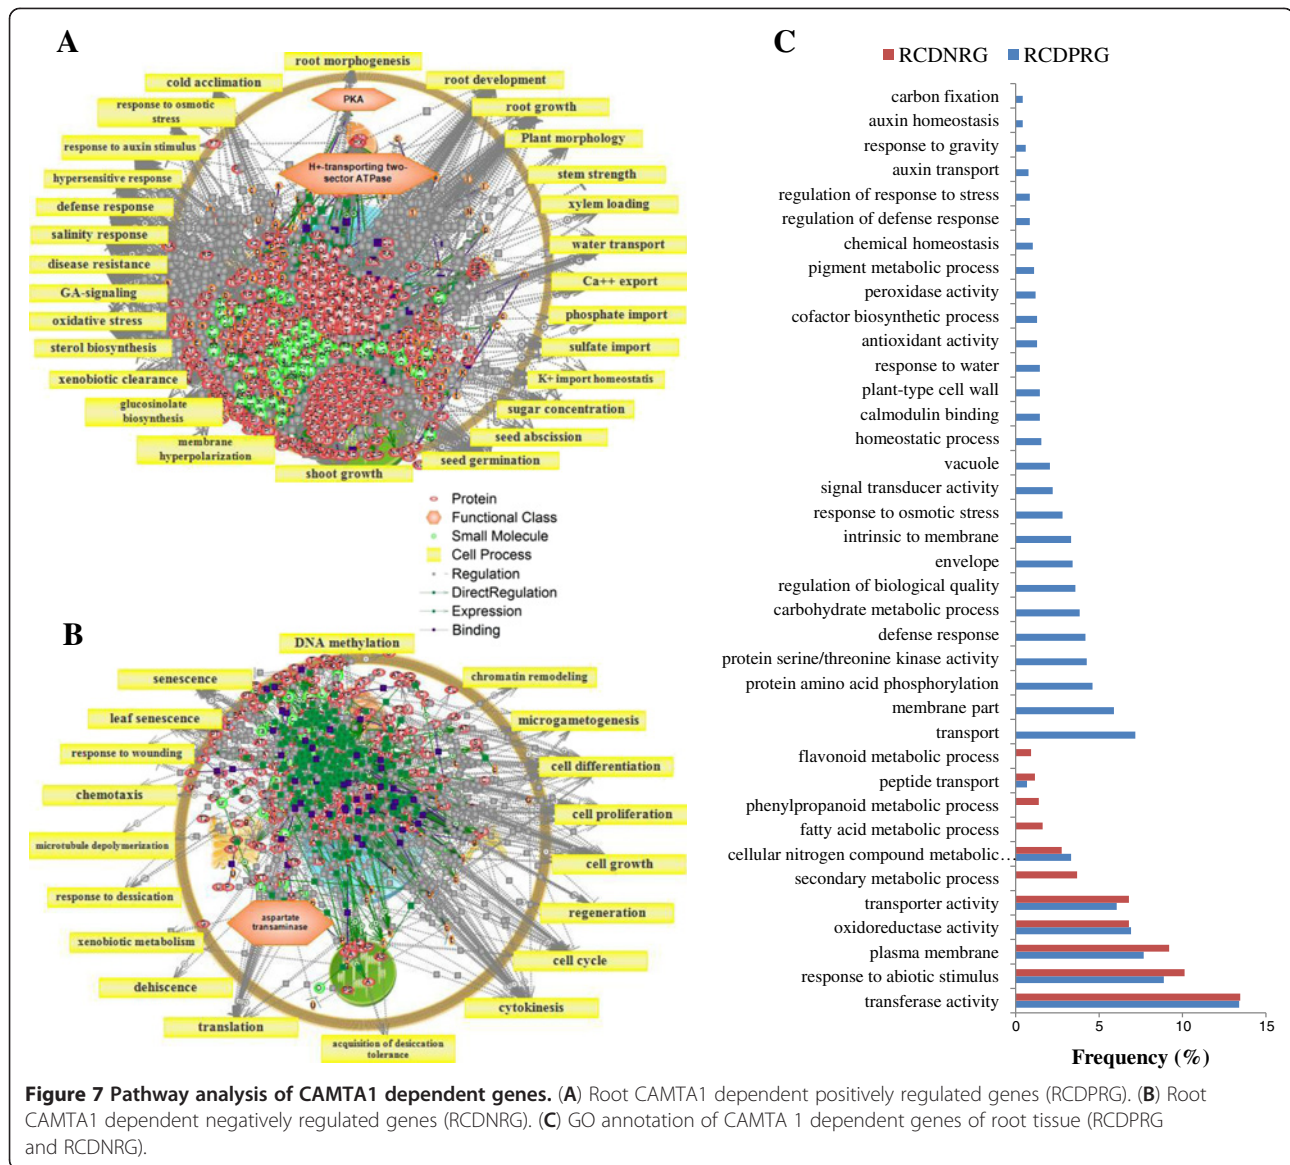 A
root morphogenesis
cold acclimation
root development
response to osmotic
stress
PKA
root growth
response to auxin stimulus
Plant morphology
H+-transporting two-
sector ATPase
hypersensitive response
stem strength
defense response
xylem loading
salinity response
water transport
disease resistance
Ca++ export
GA-signaling
phosphate import
oxidative stress
sulfate import
sterol biosynthesis
K+ import homeostatis
xenobiotic clearance
sugar concentration
glucosinolate
biosynthesis
seed abscission
membrane
hyperpolarization
seed germination
shoot growth
Protein
Functional Class
Small Molecule
Cell Process
Regulation
DirectRegulation
Expression
Binding
B
DNA methylation
senescence
chromatin remodeling
leaf senescence
microgametogenesis
response to wounding
cell differentiation
chemotaxis
cell proliferation
microtubule depolymerization
cell growth
response to dessication
regeneration
aspartate
transaminase
xenobiotic metabolism
cell cycle
dehiscence
cytokinesis
translation
acquisition of desiccation
tolerance
C
RCDNRG RCDPRG
carbon fixation
auxin homeostasis
response to gravity
auxin transport
regulation of response to stress
regulation of defense response
chemical homeostasis
pigment metabolic process
peroxidase activity
cofactor biosynthetic process
antioxidant activity
response to water
plant-type cell wall
calmodulin binding
homeostatic process
vacuole
signal transducer activity
response to osmotic stress
intrinsic to membrane
envelope
regulation of biological quality
carbohydrate metabolic process
defense response
protein serine/threonine kinase activity
protein amino acid phosphorylation
membrane part
transport
flavonoid metabolic process
peptide transport
phenylpropanoid metabolic process
fatty acid metabolic process
cellular nitrogen compound metabolic…
secondary metabolic process
transporter activity
oxidoreductase activity
plasma membrane
response to abiotic stimulus
transferase activity
0 5 10 15
Frequency (%)
Figure 7 Pathway analysis of CAMTA1 dependent genes. (A) Root CAMTA1 dependent positively regulated genes (RCDPRG). (B) Root
CAMTA1 dependent negatively regulated genes (RCDNRG). (C) GO annotation of CAMTA 1 dependent genes of root tissue (RCDPRG
and RCDNRG).